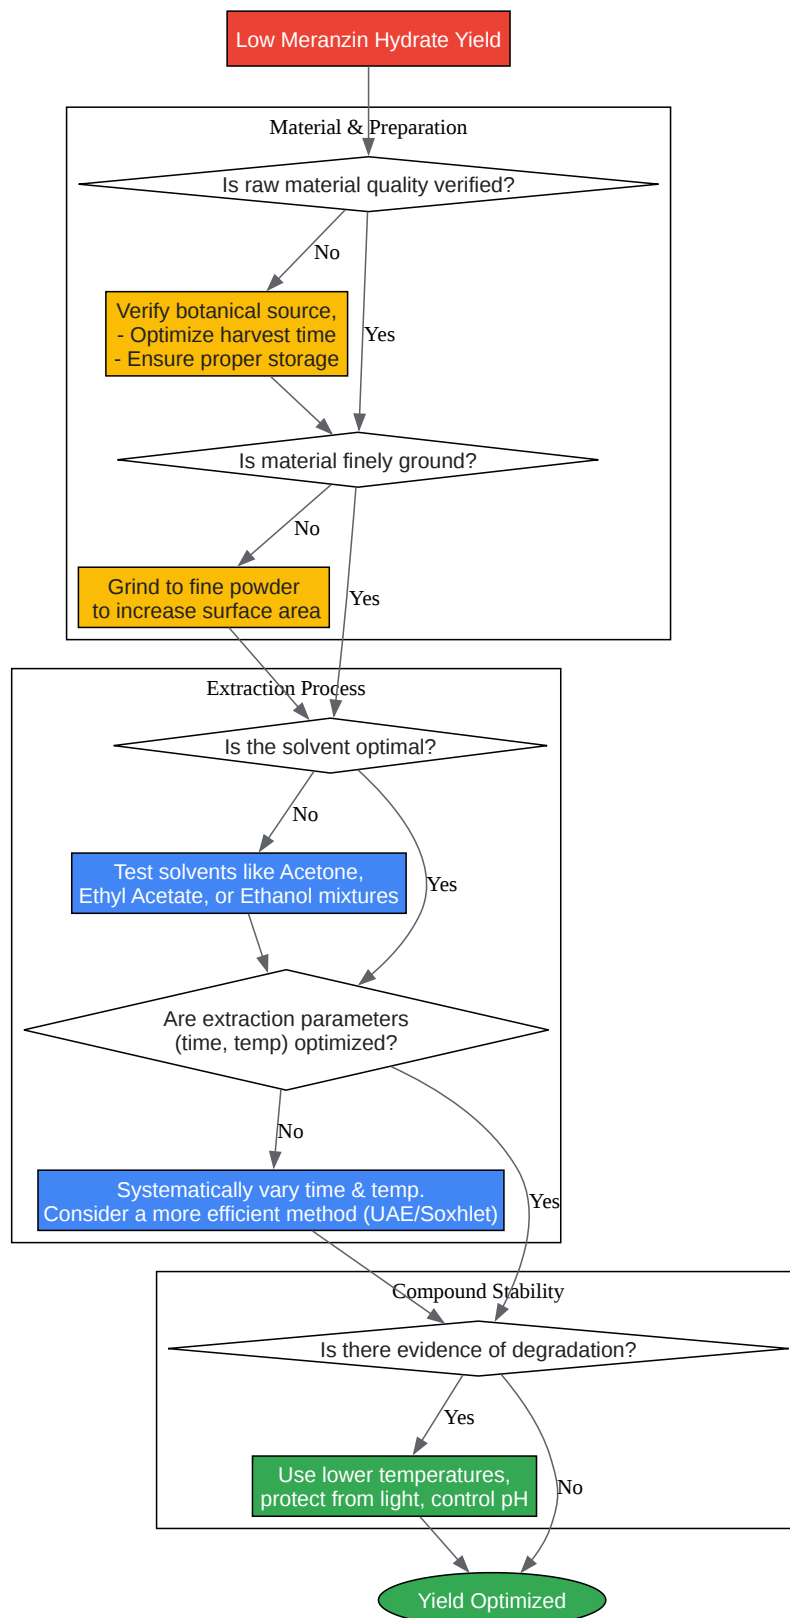 Low Meranzin Hydrate Yield
Material & Preparation
Is raw material quality verified?
No
Verify botanical source,
- Optimize harvest time
- Ensure proper storage
Yes
Is material finely ground?
No
Grind to fine powder
to increase surface area
Yes
Extraction Process
Is the solvent optimal?
No
Test solvents like Acetone,
Ethyl Acetate, or Ethanol mixtures
Yes
Are extraction parameters
(time, temp) optimized?
No
Systematically vary time & temp.
Consider a more efficient method (UAE/Soxhlet)
Yes
Compound Stability
Is there evidence of degradation?
Yes
Use lower temperatures,
protect from light, control pH
No
Yield Optimized